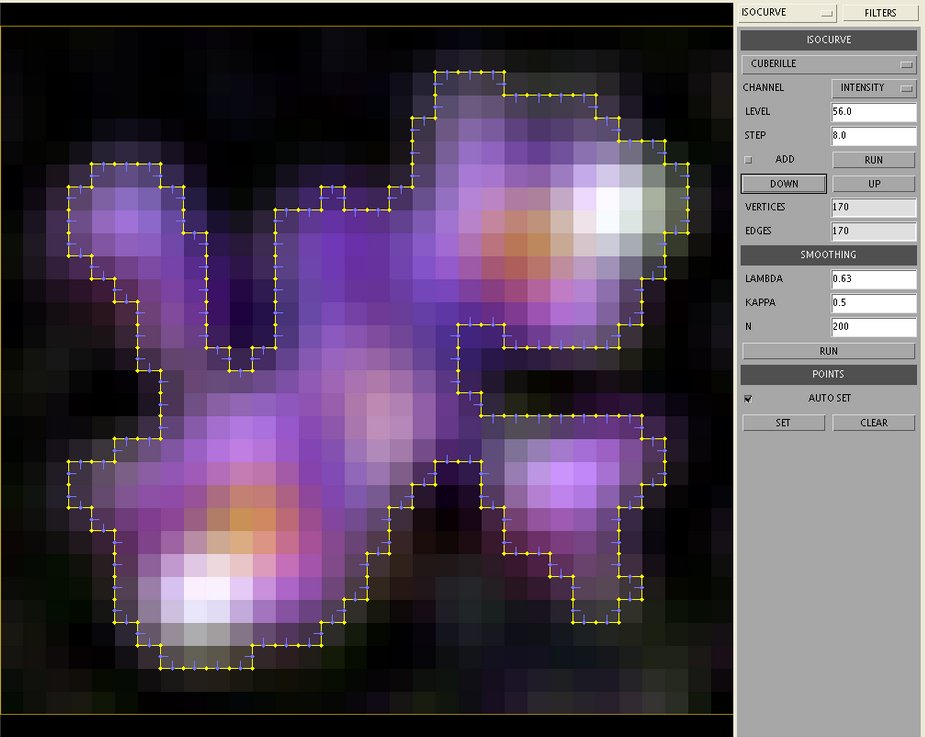 ISOCURVE FILTERS
ISOCURVE
CUBERILLE
CHANNEL INTENSITY
LEVEL 56.0
STEP 8.0
ADD RUN
DOWN UP
VERTICES 170
EDGES 170
SMOOTHING
LAMBDA 0.63
KAPPA 0.5
N 200
RUN
POINTS
AUTO SET
SET CLEAR